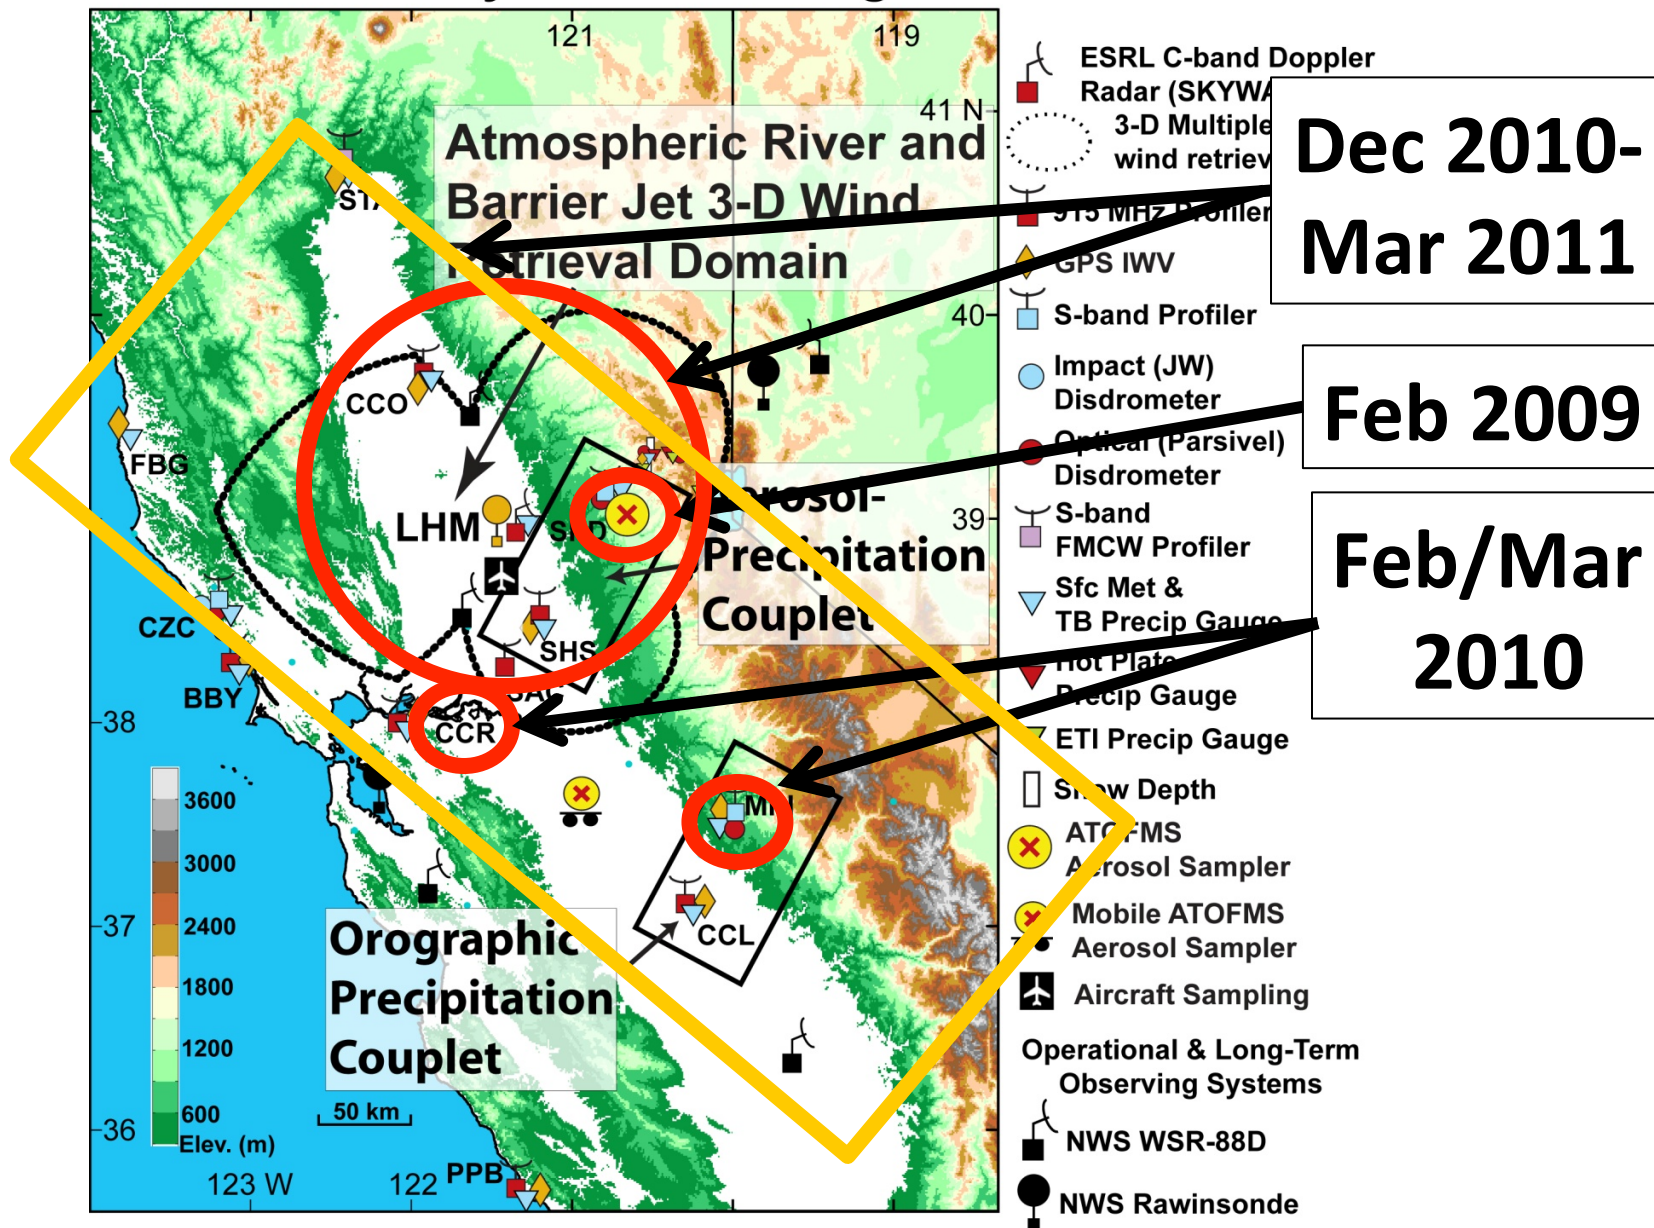 121
119
41 N
40
39
38
37
36
123 W
122
Atmospheric River and
Barrier Jet 3-D Wind
Retrieval Domain
STA
CCO
FBG
LHM
SHS
CZC
BBY
CCR
CCL
PPB
Aerosol-
Precipitation
Couplet
Orographic
Precipitation
Couplet
3600
3000
2400
1800
1200
600
Elev. (m)
50 km
ESRL C-band Doppler
Radar (SKYWA
3-D Multiple
wind retriev
915 MHz Profiler
GPS IWV
S-band Profiler
Impact (JW)
Disdrometer
Optical (Parsivel)
Disdrometer
S-band
FMCW Profiler
Sfc Met &
TB Precip Gauge
Hot Plate
Precip Gauge
ETI Precip Gauge
Snow Depth
ATOFMS
Aerosol Sampler
Mobile ATOFMS
Aerosol Sampler
Aircraft Sampling
Operational & Long-Term
Observing Systems
NWS WSR-88D
NWS Rawinsonde
Dec 2010-
Mar 2011
Feb 2009
Feb/Mar
2010